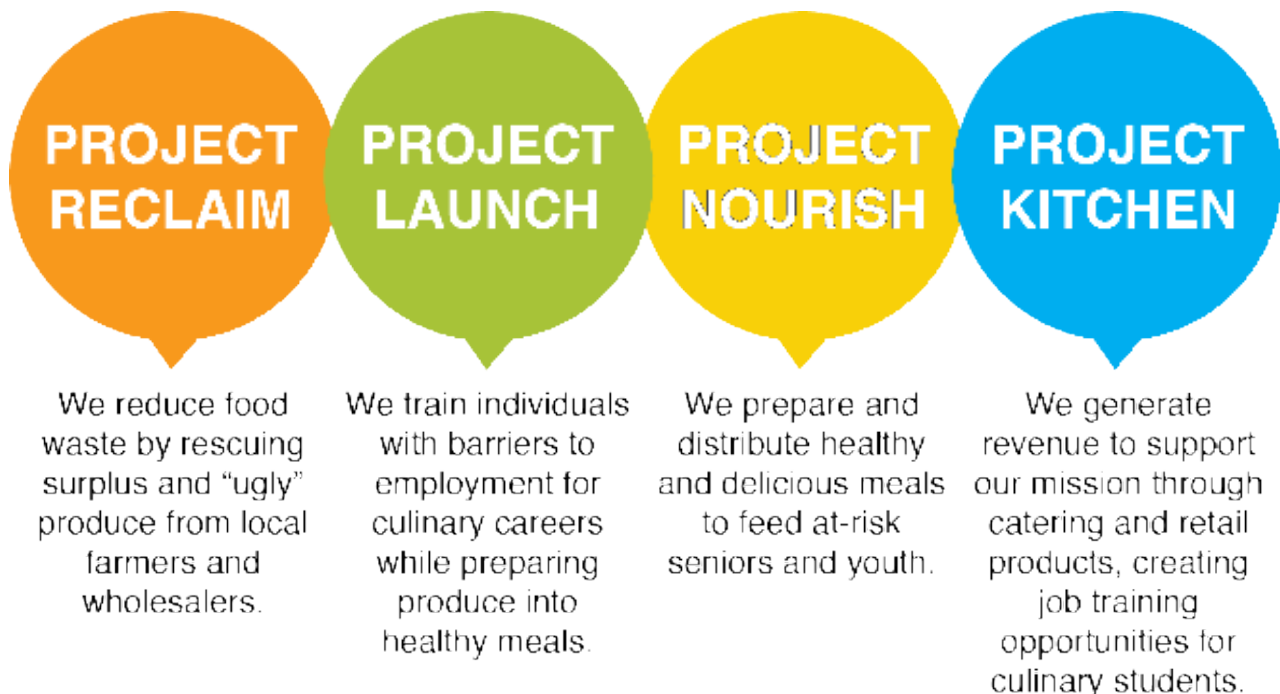 PROJECT
RECLAIM
We reduce food
waste by rescuing
surplus and “ugly”
produce from local
farmers and
wholesalers.
PROJECT
LAUNCH
We train individuals
with barriers to
employment for
culinary careers
while preparing
produce into
healthy meals.
PROJECT
NOURISH
We prepare and
distribute healthy
and delicious meals
to feed at-risk
seniors and youth.
PROJECT
KITCHEN
We generate
revenue to support
our mission through
catering and retail
products, creating
job training
opportunities for
culinary students.